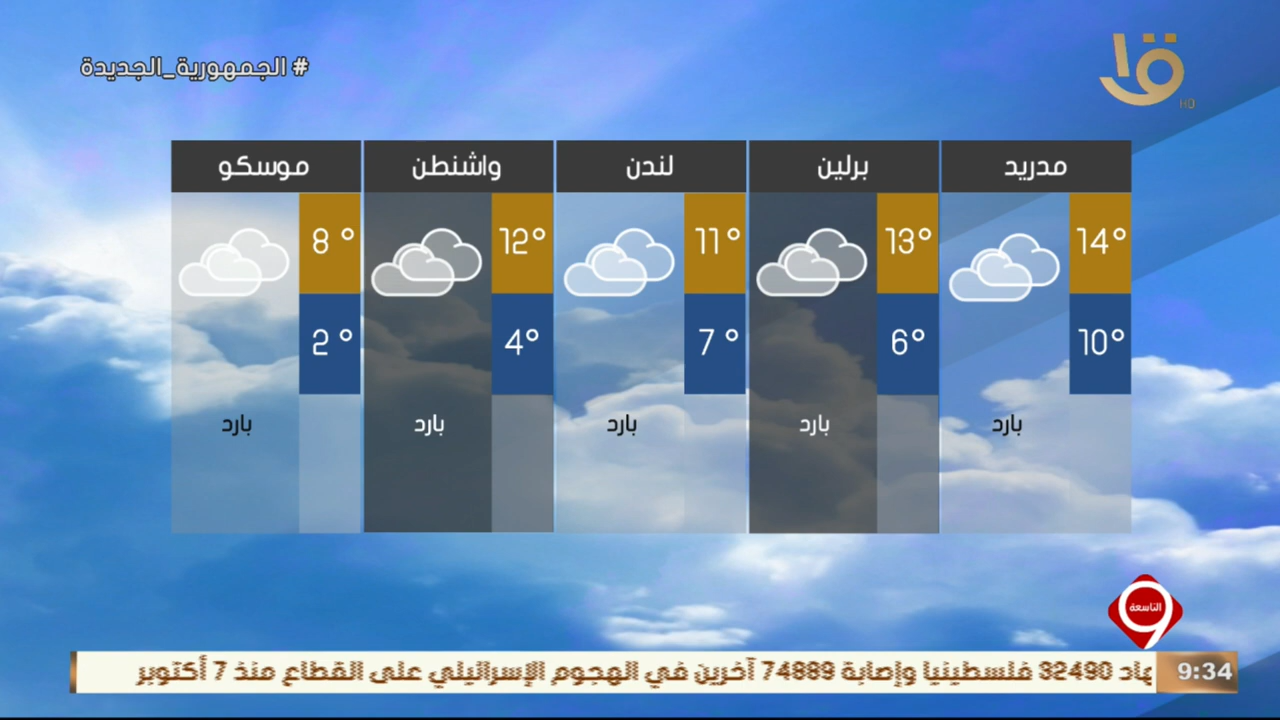 #الجمهورية_الجديدة
HD
مدريد برلين لندن واشنطن موسكو
14° 13° 11° 12° 8°
10° 6° 7° 4° 2°
بارد بارد بارد بارد بارد
التاسعة
9
9:34
32490 فلسطينيا وإصابة 74889 آخرين في الهجوم الإسرائيلي على القطاع منذ 7 أكتوبر